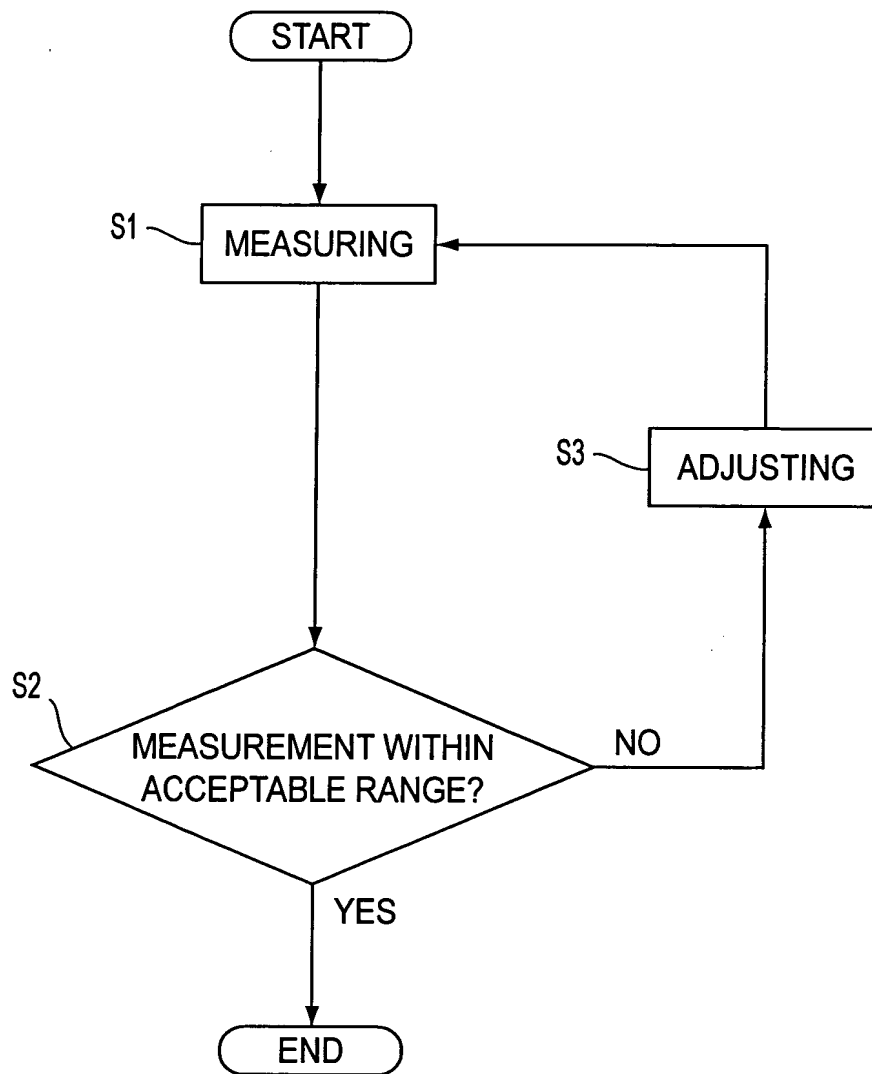 START
S1
MEASURING
S3
ADJUSTING
S2
MEASUREMENT WITHIN
ACCEPTABLE RANGE?
NO
YES
END